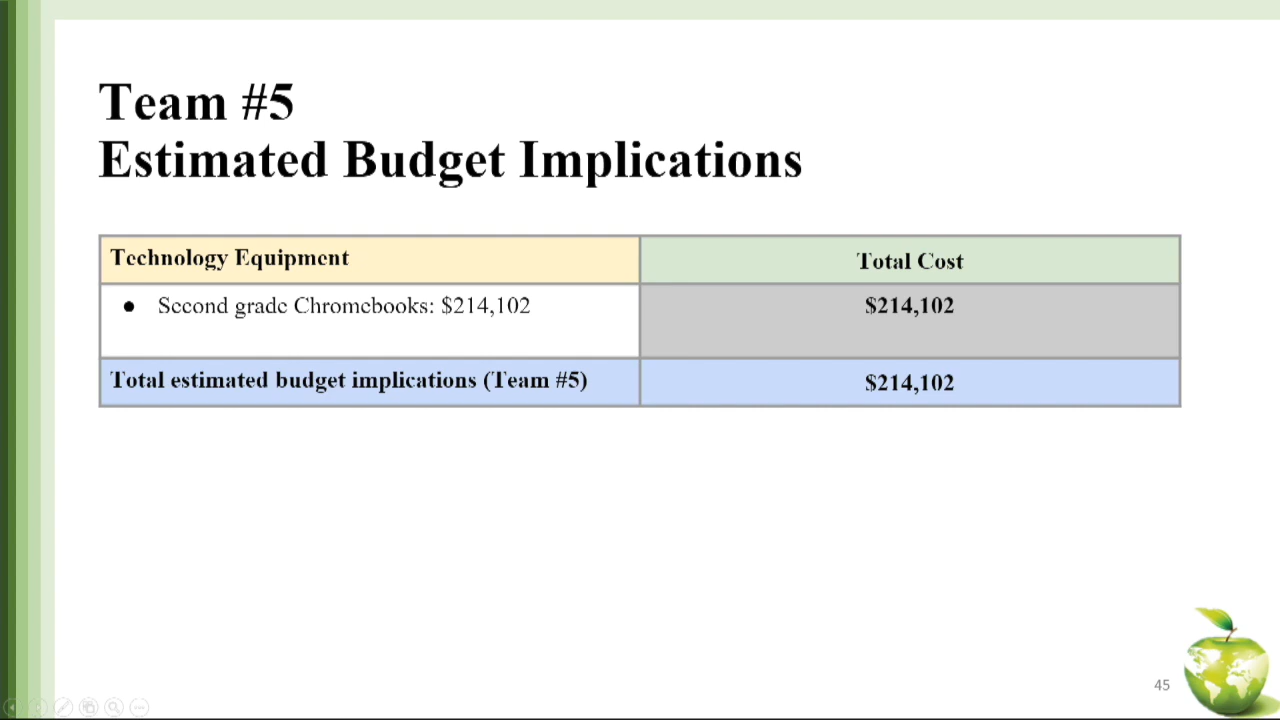 Team #5
Estimated Budget Implications
Technology Equipment
Total Cost
● Second grade Chromebooks: $214,102
$214,102
Total estimated budget implications (Team #5)
$214,102
45